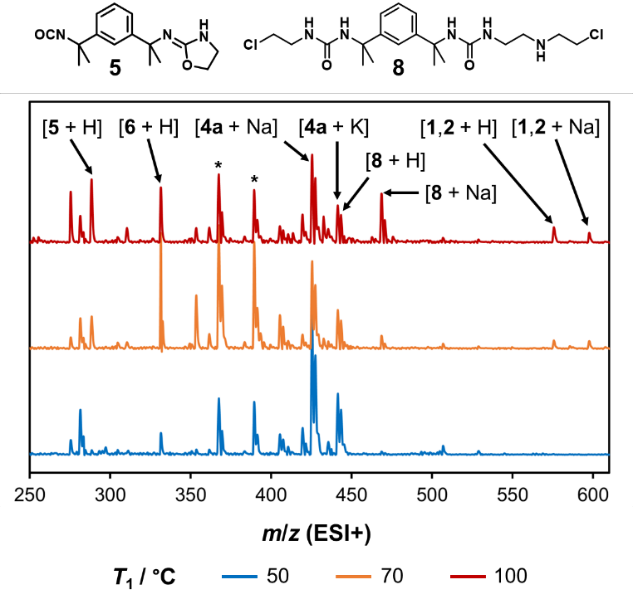 OCN N H N O
5
Cl H N H N O H N H N O N H Cl
8
[5 + H] [6 + H] [4a + Na] [4a + K] [1,2 + H] [1,2 + Na]
* *
[8 + H]
[8 + Na]
250 300 350 400 450 500 550 600
m/z (ESI+)
T1 / °C 50 70 100